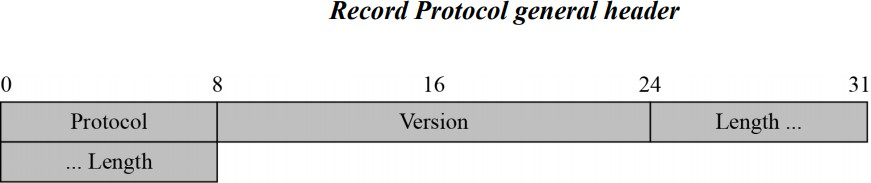 Record Protocol general header
0 8 16 24 31
Protocol Version Length ...
... Length